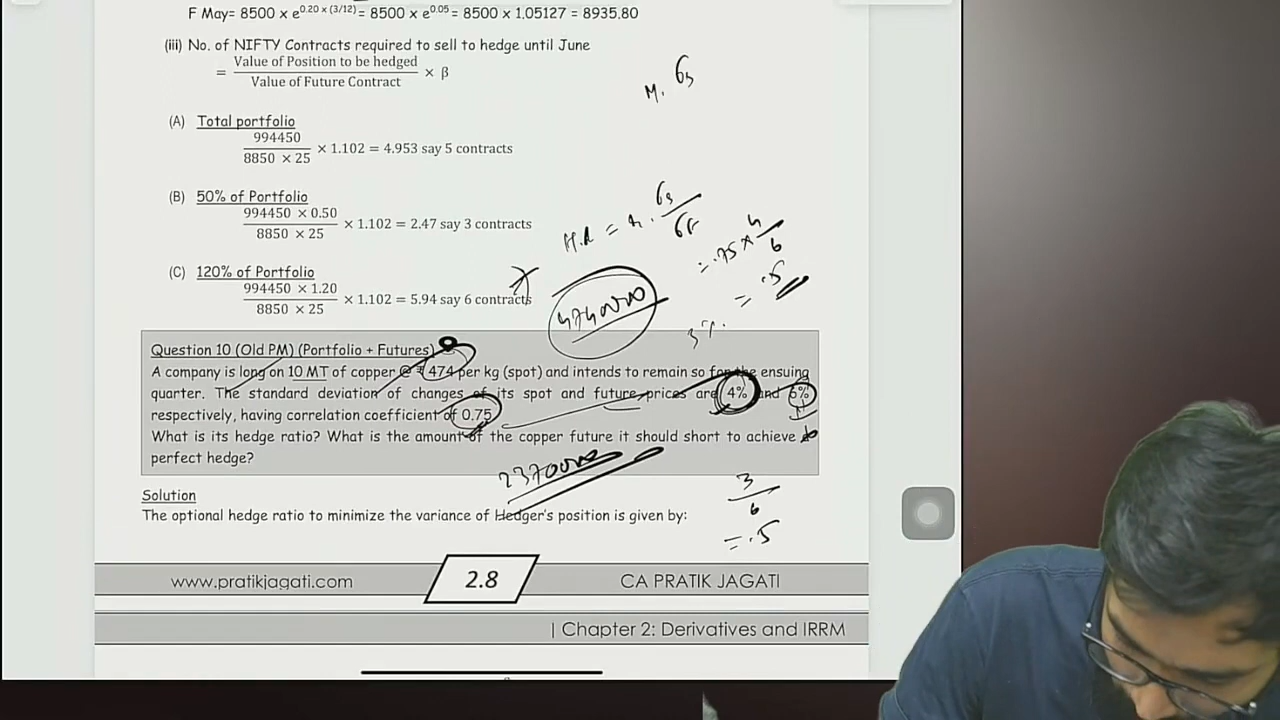 F May= 8500 x e^0.20 x (3/12) = 8500 x e^0.05 = 8500 x 1.05127 = 8935.80
(iii) No. of NIFTY Contracts required to sell to hedge until June
= Value of Position to be hedged / Value of Future Contract × β
(A) Total portfolio
994450 / 8850 × 25 × 1.102 = 4.953 say 5 contracts
(B) 50% of Portfolio
994450 × 0.50 / 8850 × 25 × 1.102 = 2.47 say 3 contracts
(C) 120% of Portfolio
994450 × 1.20 / 8850 × 25 × 1.102 = 5.94 say 6 contracts
= .75 × 4 / 6
= .5
4740000
3%.
Question 10 (Old PM) (Portfolio + Futures)
A company is long on 10 MT of copper @ ₹ 474 per kg (spot) and intends to remain so for the ensuing
quarter. The standard deviation of changes of its spot and future prices are 4% and 6%
respectively, having correlation coefficient of 0.75.
What is its hedge ratio? What is the amount of the copper future it should short to achieve a
perfect hedge?
2370000
3 / 6
= .5
Solution
The optional hedge ratio to minimize the variance of Hedger's position is given by:
www.pratikjagati.com
2.8
CA PRATIK JAGATI
| Chapter 2: Derivatives and IRRM